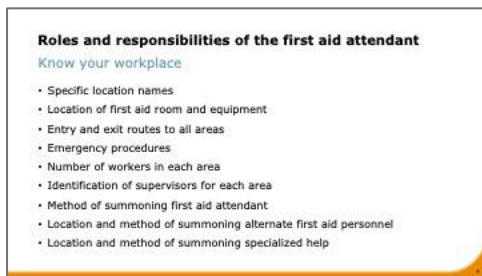 Roles and responsibilities of the first aid attendant
Know your workplace
• Specific location names
• Location of first aid room and equipment
• Entry and exit routes to all areas
• Emergency procedures
• Number of workers in each area
• Identification of supervisors for each area
• Method of summoning first aid attendant
• Location and method of summoning alternate first aid personnel
• Location and method of summoning specialized help